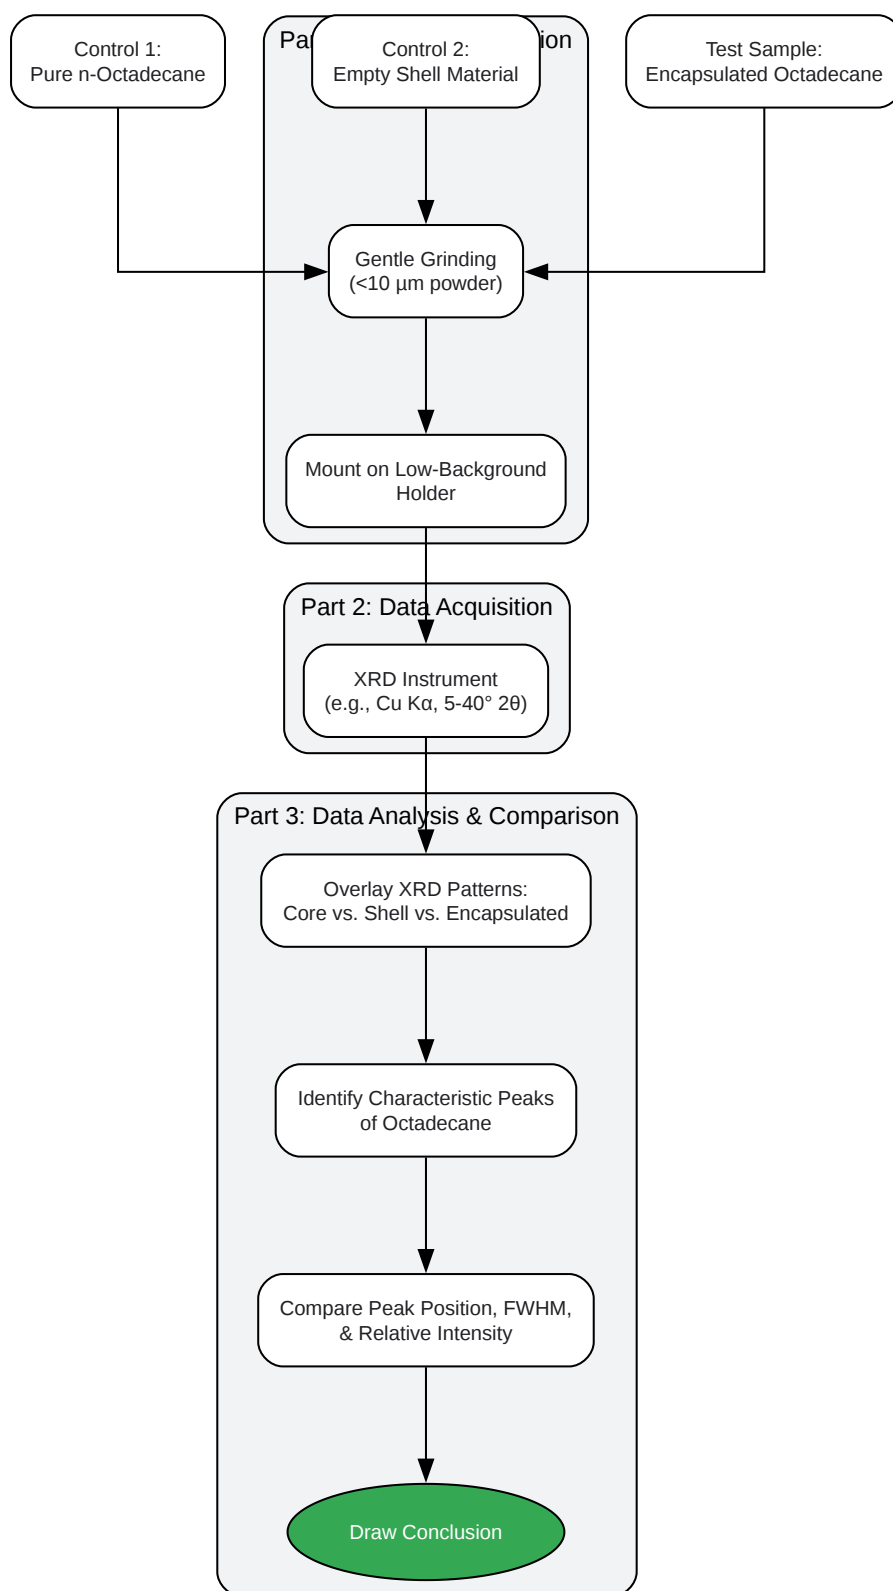 Control 1:
Pure n-Octadecane
Control 2:
Empty Shell Material
Test Sample:
Encapsulated Octadecane
Gentle Grinding
(<10 µm powder)
Mount on Low-Background
Holder
Part 2: Data Acquisition
XRD Instrument
(e.g., Cu Kα, 5-40° 2θ)
Part 3: Data Analysis & Comparison
Overlay XRD Patterns:
Core vs. Shell vs. Encapsulated
Identify Characteristic Peaks
of Octadecane
Compare Peak Position, FWHM,
& Relative Intensity
Draw Conclusion